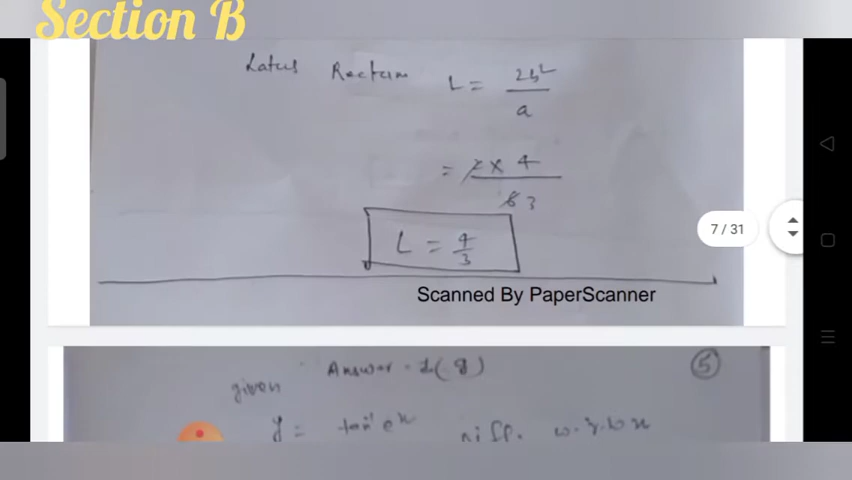 Section B
Latus Rectum L = 2b²/a
= 2 × 4 / 6 3
L = 4/3
7 / 31
Scanned By PaperScanner
Answer - 1(g)
5
given
y = tan⁻¹ eˣ diff. w.r.to x